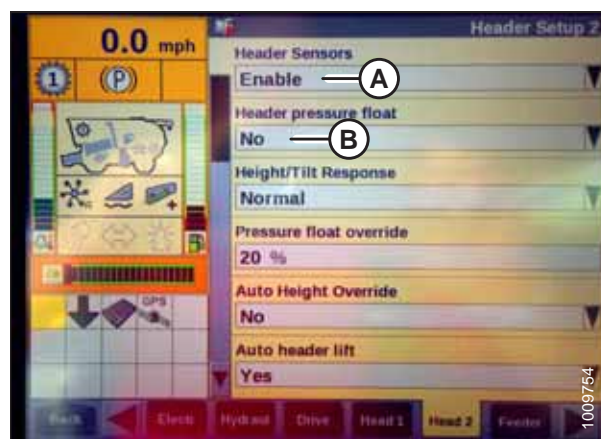 0.0 mph
Header Setup 2
Header Sensors
Enable
A
Header pressure float
No
B
Height/Tilt Response
Normal
Pressure float override
20 %
Auto Height Override
No
Auto header lift
Yes
1
(P)
GPS
Back
Electr
Hydraul
Drive
Head 1
Head 2
Feeder
1009754